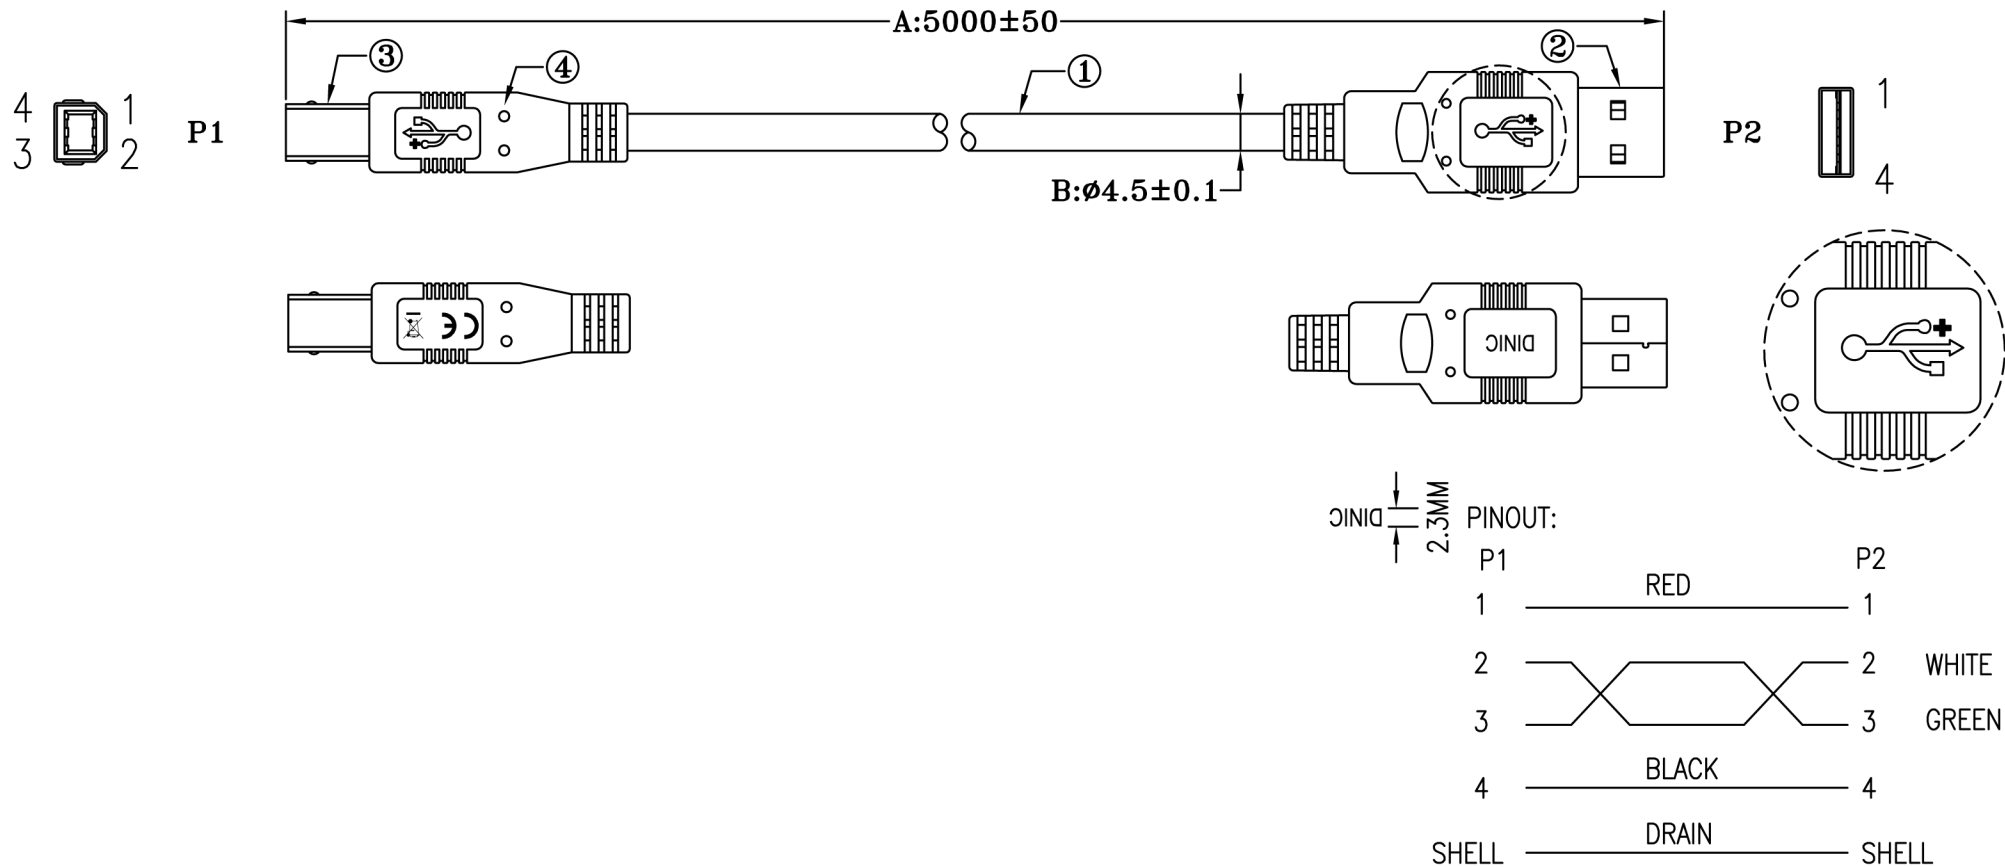 A:5000±50
③
④
①
②
4 1
3 2
P1
P2
1
4
B:ø4.5±0.1
CE
DINIC
DINIC
2.3MM
PINOUT:
P1 P2
1 RED 1
2 2 WHITE
3 3 GREEN
4 BLACK 4
SHELL DRAIN SHELL